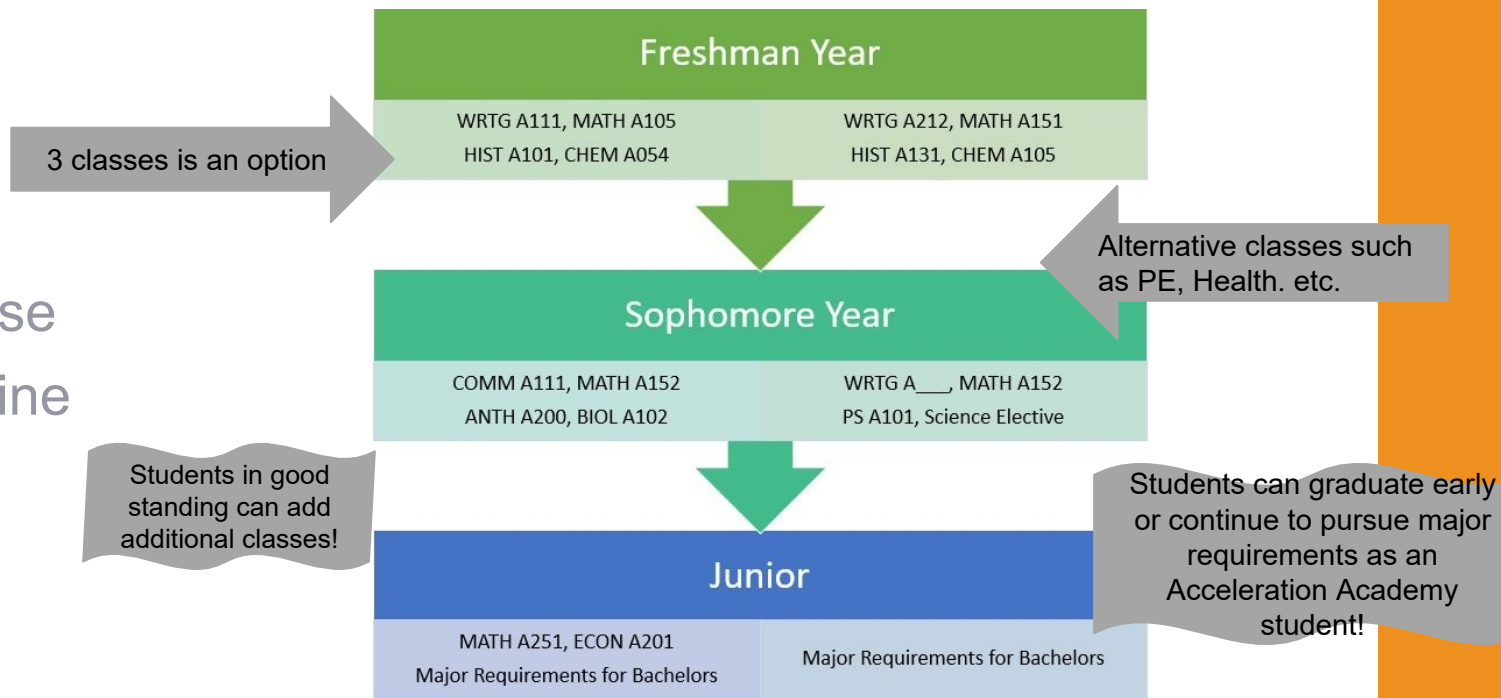 Freshman Year
WRTG A111, MATH A105
HIST A101, CHEM A054
WRTG A212, MATH A151
HIST A131, CHEM A105
3 classes is an option
Alternative classes such
as PE, Health. etc.
se
ine
Sophomore Year
COMM A111, MATH A152
ANTH A200, BIOL A102
WRTG A___, MATH A152
PS A101, Science Elective
Students in good
standing can add
additional classes!
Students can graduate early
or continue to pursue major
requirements as an
Acceleration Academy
student!
Junior
MATH A251, ECON A201
Major Requirements for Bachelors
Major Requirements for Bachelors